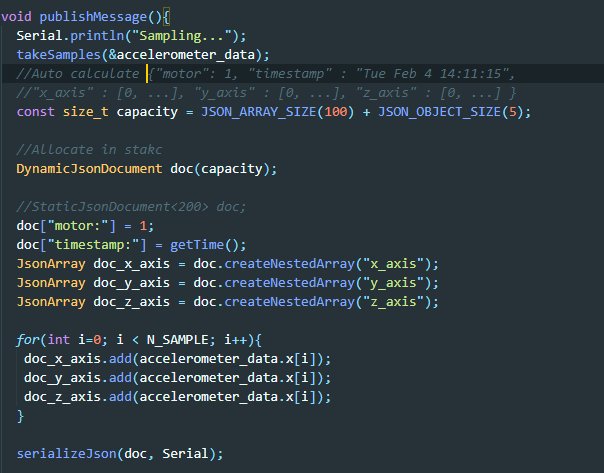 void publishMessage(){
Serial.println("Sampling...");
takeSamples(&accelerometer_data);
//Auto calculate {"motor": 1, "timestamp" : "Tue Feb 4 14:11:15",
//"x_axis" : [0, ...], "y_axis" : [0, ...], "z_axis" : [0, ...] }
const size_t capacity = JSON_ARRAY_SIZE(100) + JSON_OBJECT_SIZE(5);
//Allocate in stakc
DynamicJsonDocument doc(capacity);
//StaticJsonDocument<200> doc;
doc["motor:"] = 1;
doc["timestamp:"] = getTime();
JsonArray doc_x_axis = doc.createNestedArray("x_axis");
JsonArray doc_y_axis = doc.createNestedArray("y_axis");
JsonArray doc_z_axis = doc.createNestedArray("z_axis");
for(int i=0; i < N_SAMPLE; i++){
doc_x_axis.add(accelerometer_data.x[i]);
doc_y_axis.add(accelerometer_data.x[i]);
doc_z_axis.add(accelerometer_data.x[i]);
}
serializeJson(doc, Serial);